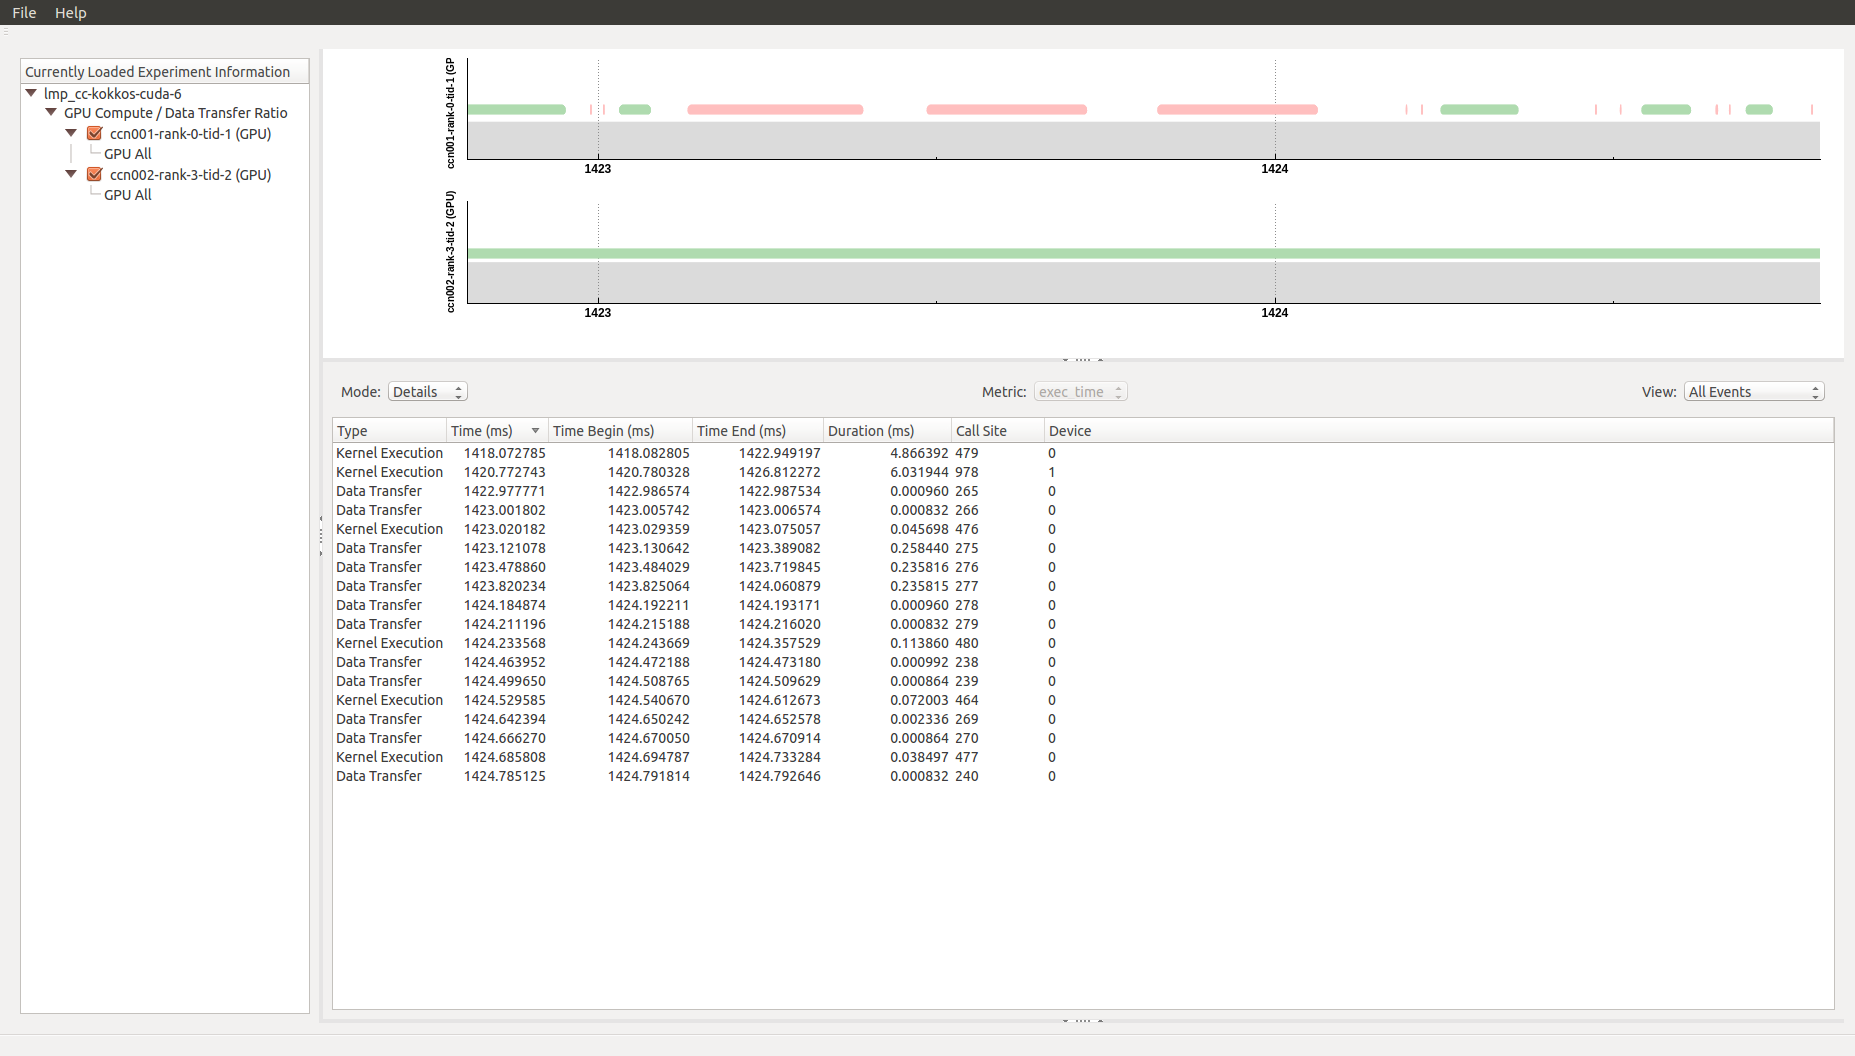 File Help
Currently Loaded Experiment Information
lmp_cc-kokkos-cuda-6
GPU Compute / Data Transfer Ratio
ccn001-rank-0-tid-1 (GPU)
GPU All
ccn002-rank-3-tid-2 (GPU)
GPU All
ccn001-rank-0-tid-1 (GP
1423 1424
ccn002-rank-3-tid-2 (GPU)
1423 1424
Mode: Details Metric: exec_time View: All Events
Type Time (ms) Time Begin (ms) Time End (ms) Duration (ms) Call Site Device
Kernel Execution 1418.072785 1418.082805 1422.949197 4.866392 479 0
Kernel Execution 1420.772743 1420.780328 1426.812272 6.031944 978 1
Data Transfer 1422.977771 1422.986574 1422.987534 0.000960 265 0
Data Transfer 1423.001802 1423.005742 1423.006574 0.000832 266 0
Kernel Execution 1423.020182 1423.029359 1423.075057 0.045698 476 0
Data Transfer 1423.121078 1423.130642 1423.389082 0.258440 275 0
Data Transfer 1423.478860 1423.484029 1423.719845 0.235816 276 0
Data Transfer 1423.820234 1423.825064 1424.060879 0.235815 277 0
Data Transfer 1424.184874 1424.192211 1424.193171 0.000960 278 0
Data Transfer 1424.211196 1424.215188 1424.216020 0.000832 279 0
Kernel Execution 1424.233568 1424.243669 1424.357529 0.113860 480 0
Data Transfer 1424.463952 1424.472188 1424.473180 0.000992 238 0
Data Transfer 1424.499650 1424.508765 1424.509629 0.000864 239 0
Kernel Execution 1424.529585 1424.540670 1424.612673 0.072003 464 0
Data Transfer 1424.642394 1424.650242 1424.652578 0.002336 269 0
Data Transfer 1424.666270 1424.670050 1424.670914 0.000864 270 0
Kernel Execution 1424.685808 1424.694787 1424.733284 0.038497 477 0
Data Transfer 1424.785125 1424.791814 1424.792646 0.000832 240 0